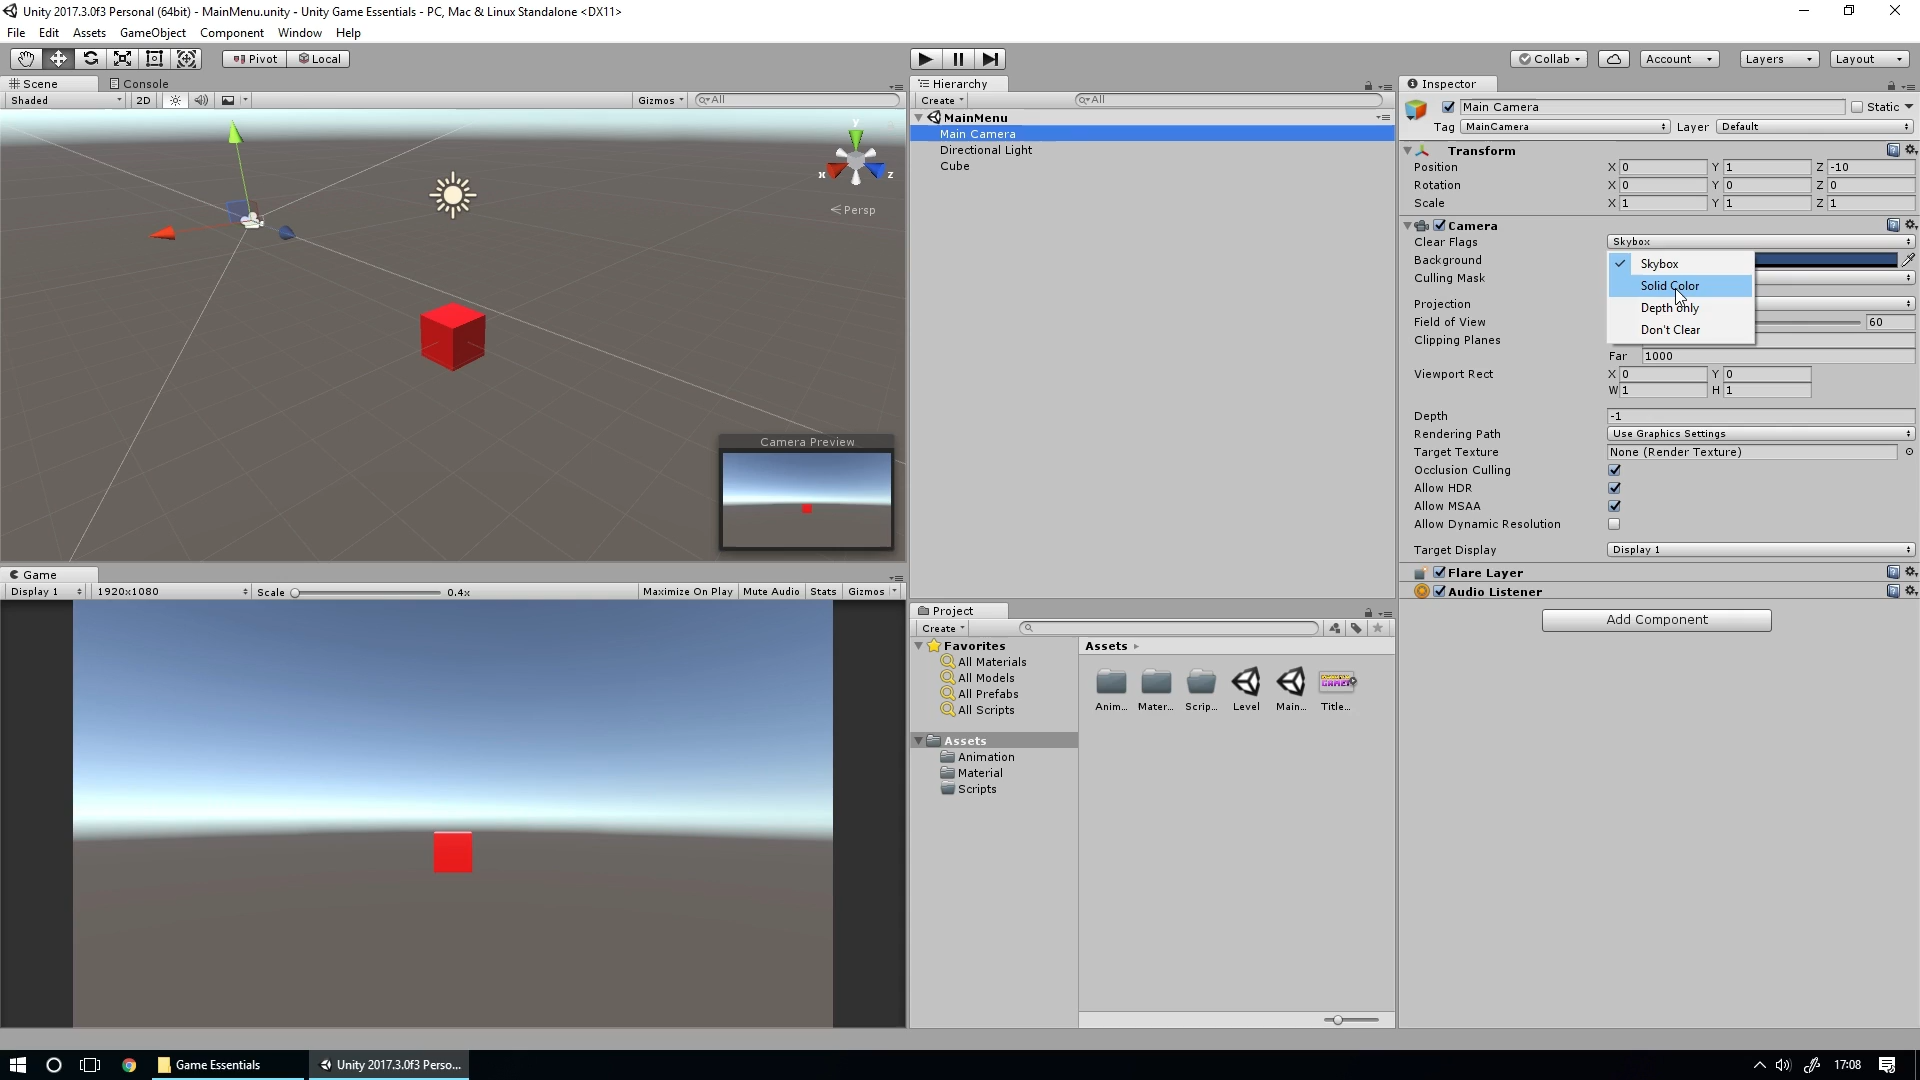 Unity 2017.3.0f3 Personal (64bit) - MainMenu.unity - Unity Game Essentials - PC, Mac & Linux Standalone <DX11>
File Edit Assets GameObject Component Window Help
Pivot Local Collab Account Layers Layout
Scene Console
Shaded 2D Gizmos All
y
x z
Persp
Camera Preview
Game
Display 1 1920x1080 Scale 0.4x Maximize On Play Mute Audio Stats Gizmos
Hierarchy
Create All
MainMenu
Main Camera
Directional Light
Cube
Project
Create
Favorites
All Materials
All Models
All Prefabs
All Scripts
Assets
Animation
Material
Scripts
Assets
Anim... Mater... Scrip... Level Main... Title...
Inspector
Main Camera Static
Tag MainCamera Layer Default
Transform
Position X 0 Y 1 Z -10
Rotation X 0 Y 0 Z 0
Scale X 1 Y 1 Z 1
Camera
Clear Flags Skybox
Background
Culling Mask
Skybox
Solid Color
Depth only
Don't Clear
Projection
Field of View 60
Clipping Planes
Far 1000
Viewport Rect X 0 Y 0
W 1 H 1
Depth -1
Rendering Path Use Graphics Settings
Target Texture None (Render Texture)
Occlusion Culling
Allow HDR
Allow MSAA
Allow Dynamic Resolution
Target Display Display 1
Flare Layer
Audio Listener
Add Component
Game Essentials Unity 2017.3.0f3 Perso... 17:08